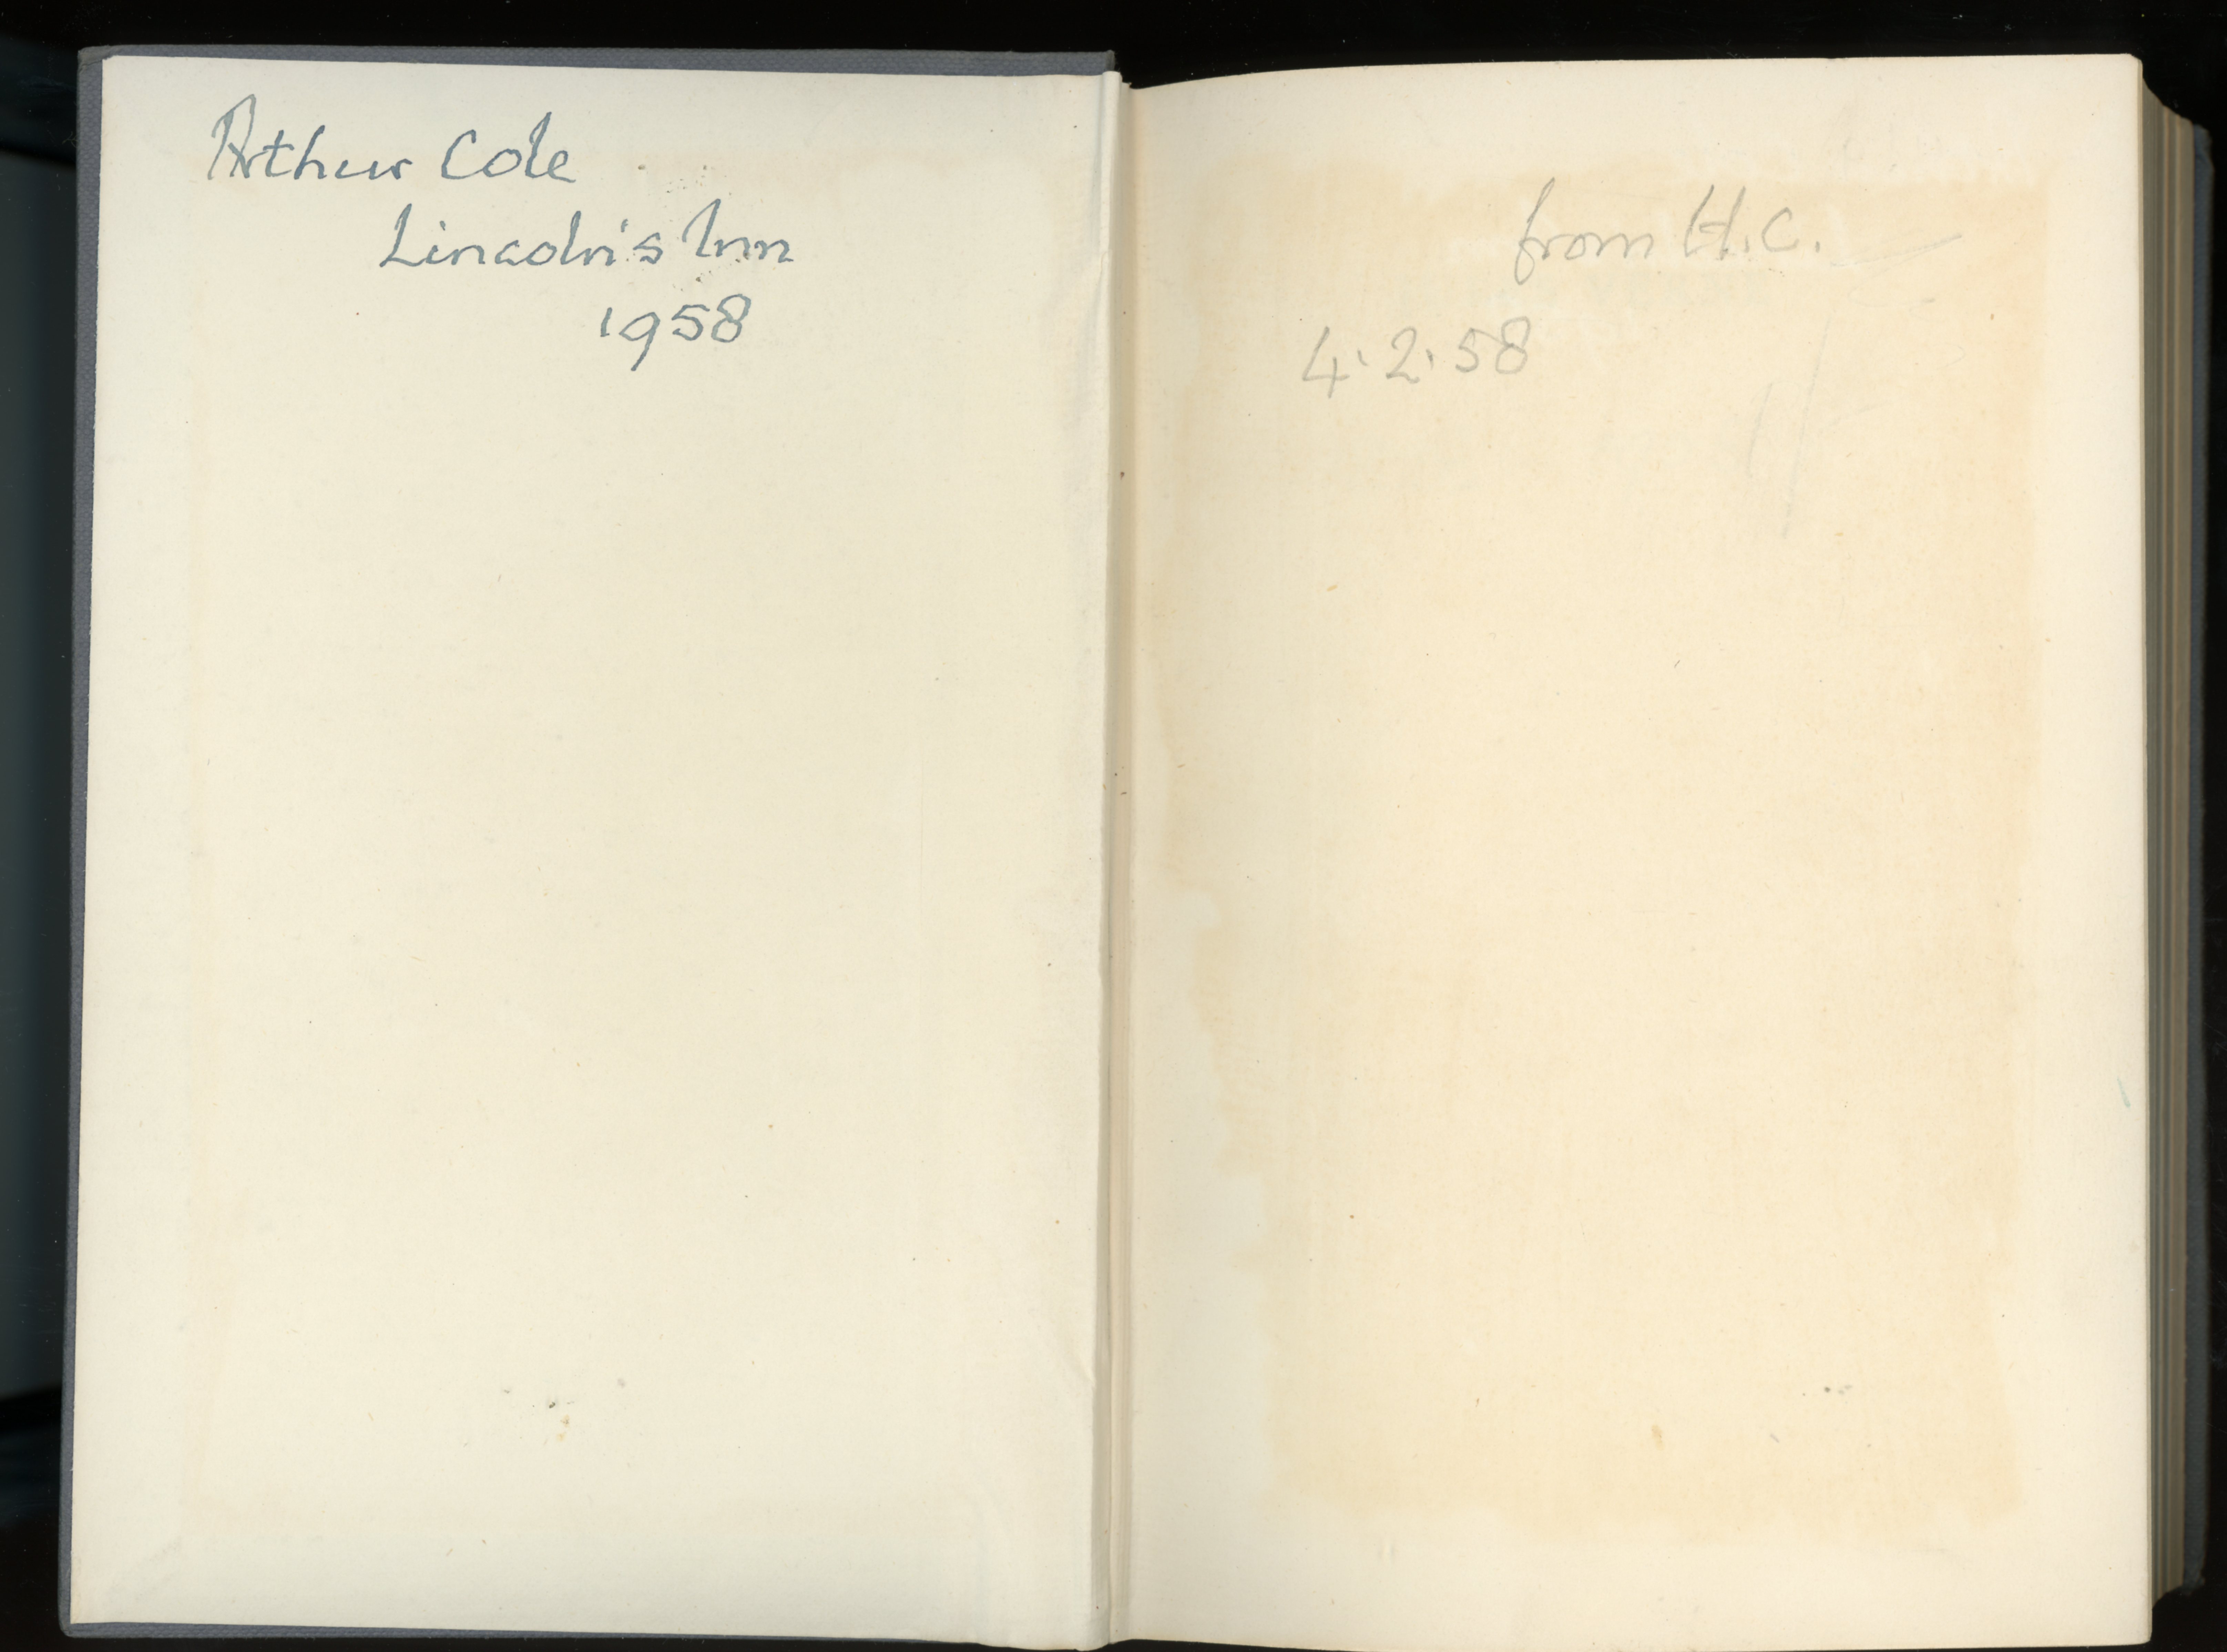 Arthur Cole
Lincoln's Inn
1958
from H.C.
4.2.58